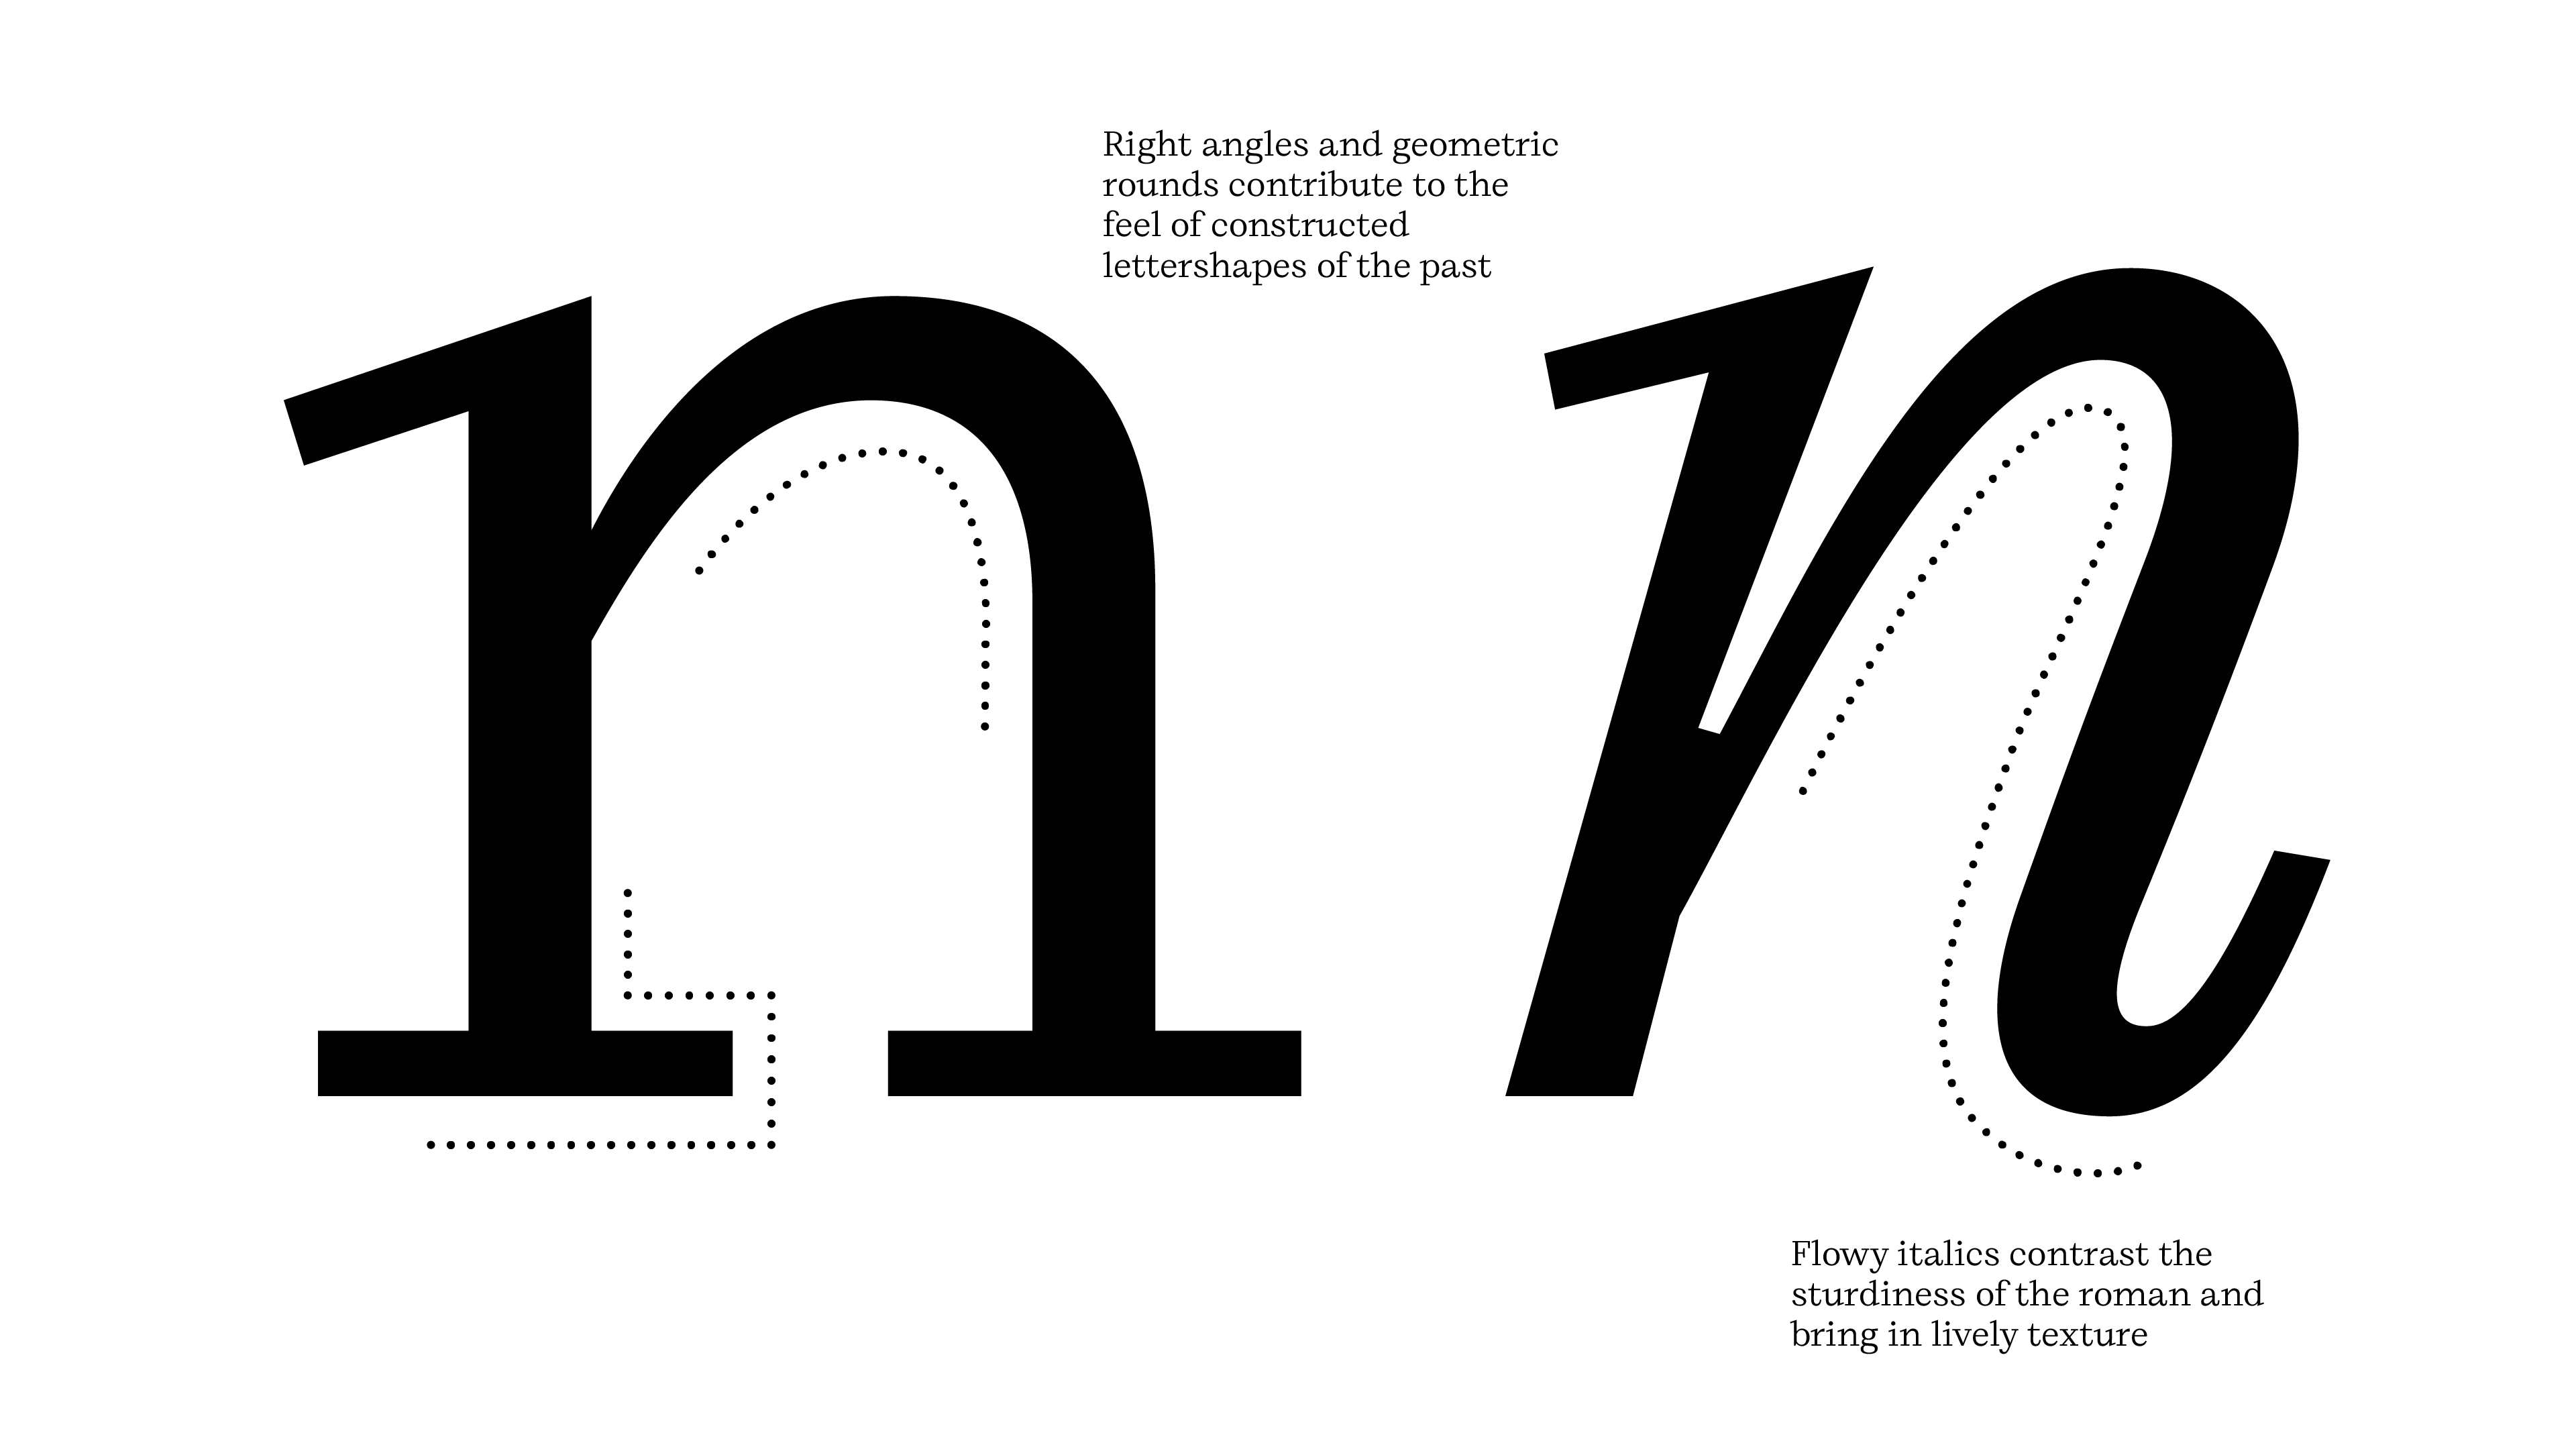 Right angles and geometric
rounds contribute to the
feel of constructed
lettershapes of the past
n n
Flowy italics contrast the
sturdiness of the roman and
bring in lively texture